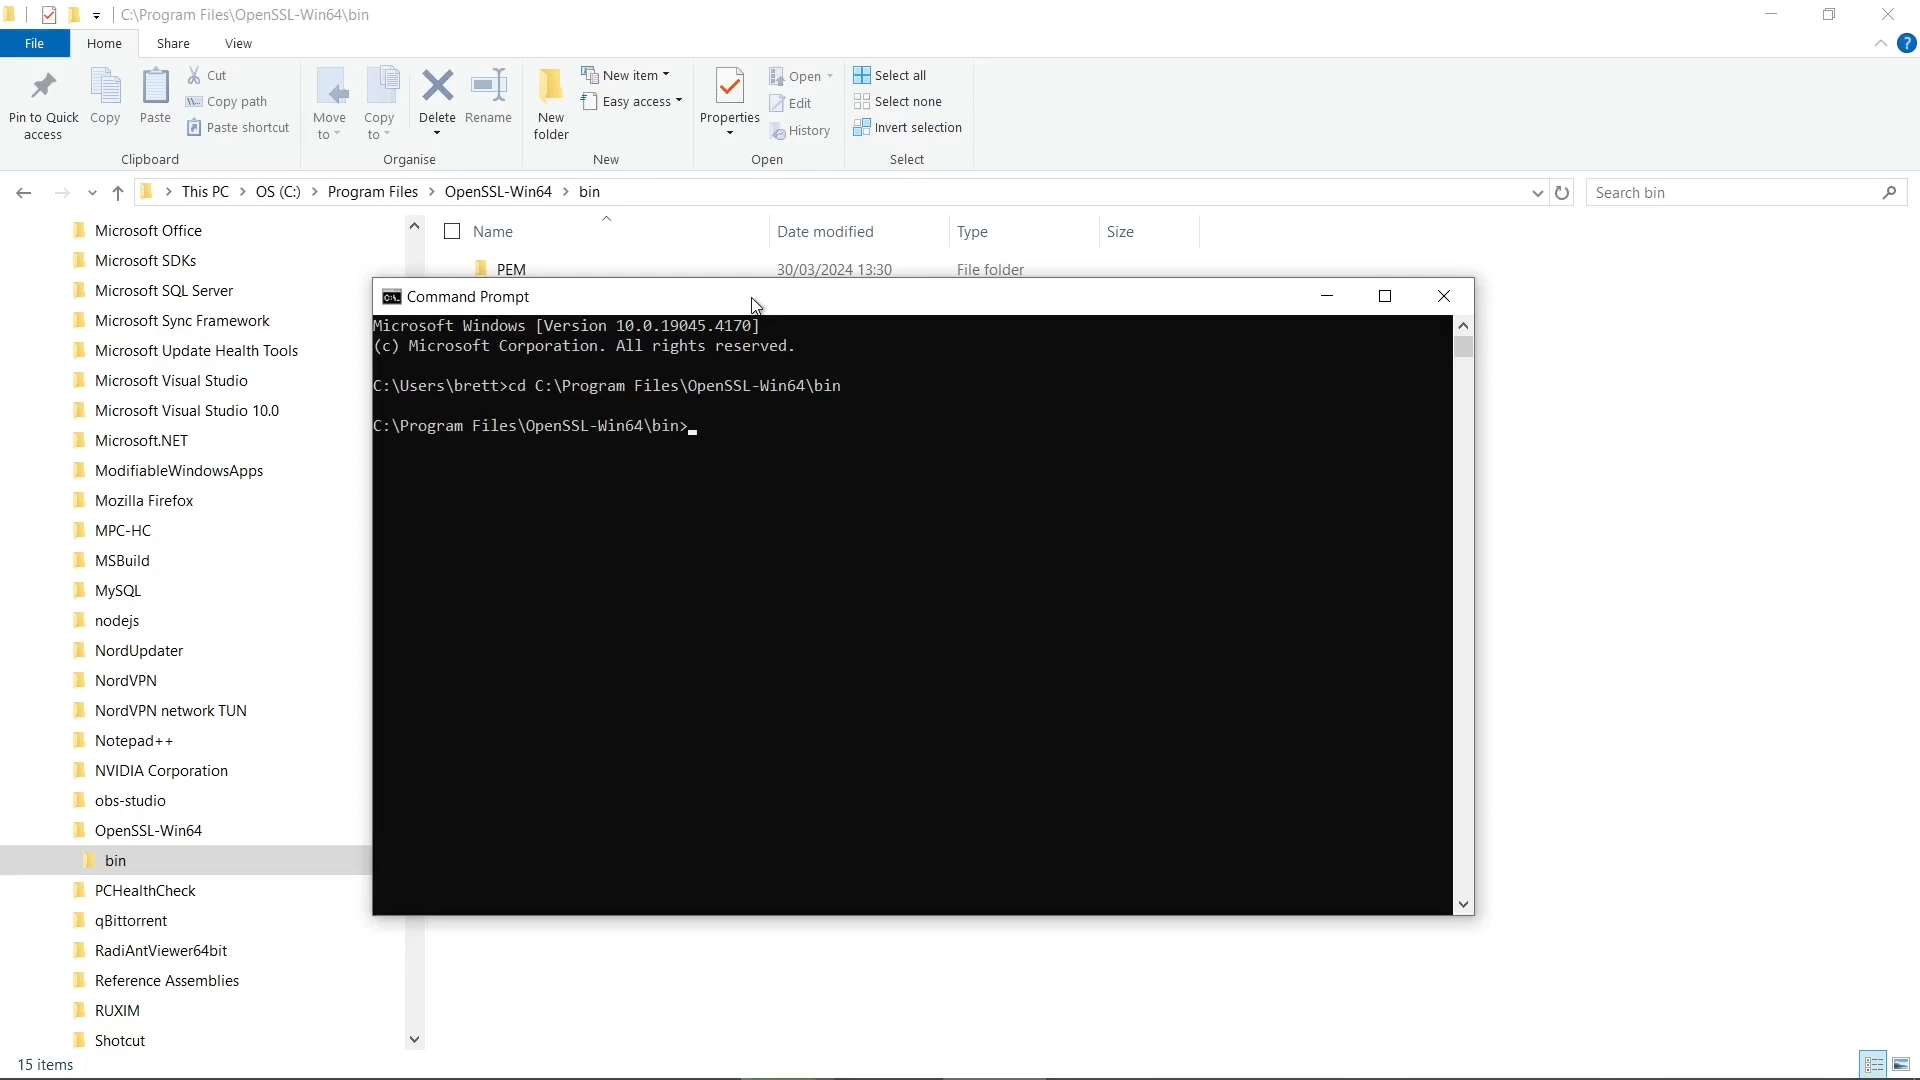 C:\Program Files\OpenSSL-Win64\bin
File Home Share View
Pin to Quick access
Copy
Paste
Cut
Copy path
Paste shortcut
Clipboard
Move to
Copy to
Delete
Rename
Organise
New folder
New item
Easy access
New
Properties
Open
Edit
History
Open
Select all
Select none
Invert selection
Select
This PC > OS (C:) > Program Files > OpenSSL-Win64 > bin
Search bin
Microsoft Office
Microsoft SDKs
Microsoft SQL Server
Microsoft Sync Framework
Microsoft Update Health Tools
Microsoft Visual Studio
Microsoft Visual Studio 10.0
Microsoft.NET
ModifiableWindowsApps
Mozilla Firefox
MPC-HC
MSBuild
MySQL
nodejs
NordUpdater
NordVPN
NordVPN network TUN
Notepad++
NVIDIA Corporation
obs-studio
OpenSSL-Win64
bin
PCHealthCheck
qBittorrent
RadiAntViewer64bit
Reference Assemblies
RUXIM
Shotcut
Name Date modified Type Size
PEM 30/03/2024 13:30 File folder
Command Prompt
Microsoft Windows [Version 10.0.19045.4170]
(c) Microsoft Corporation. All rights reserved.
C:\Users\brett>cd C:\Program Files\OpenSSL-Win64\bin
C:\Program Files\OpenSSL-Win64\bin>
15 items